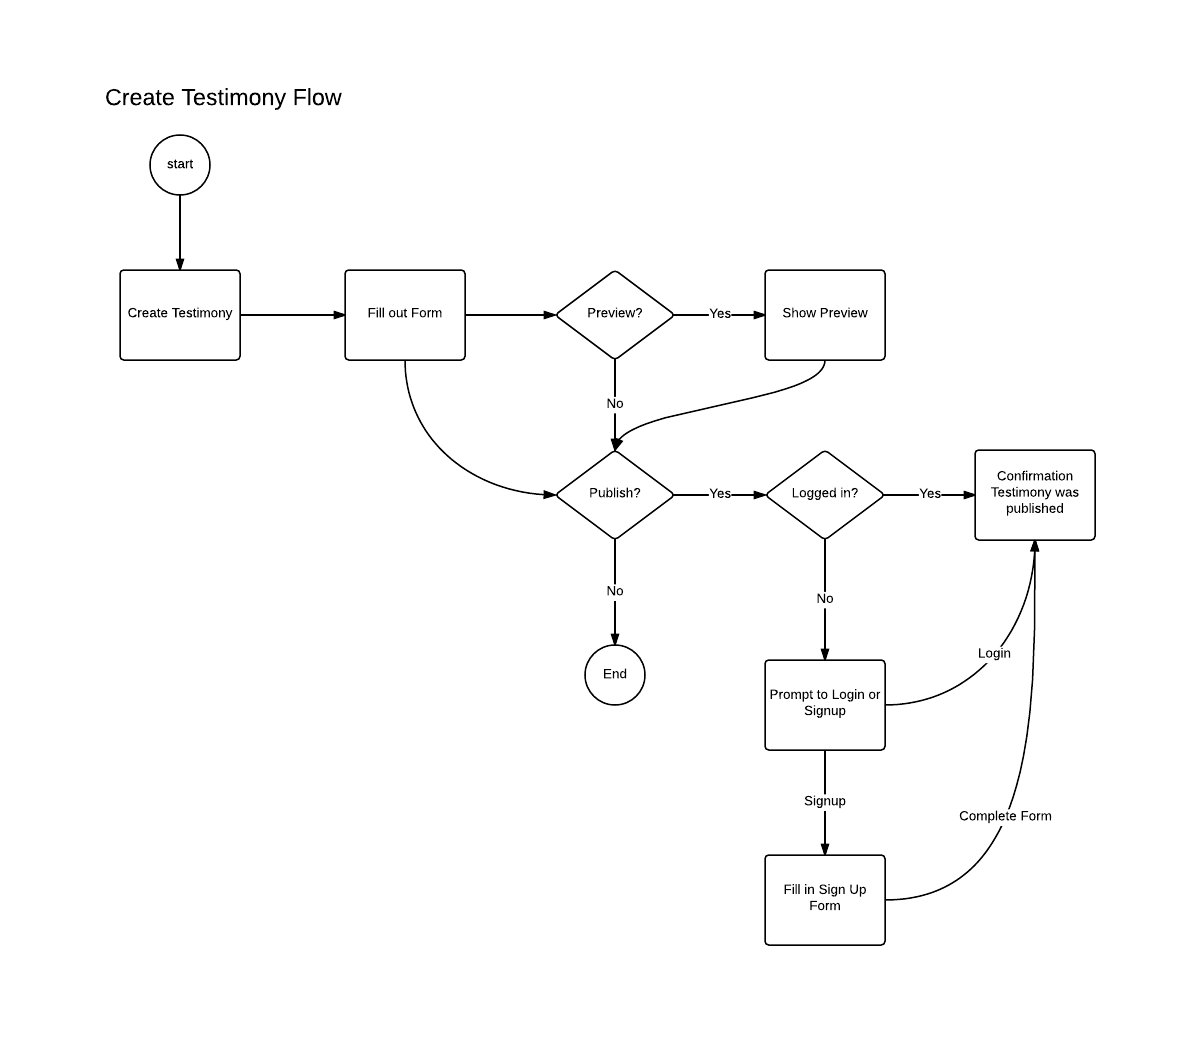 Create Testimony Flow
start
Create Testimony
Fill out Form
Preview?
Yes
Show Preview
No
Publish?
Yes
Logged in?
Yes
Confirmation
Testimony was
published
No
No
End
Login
Prompt to Login or
Signup
Signup
Complete Form
Fill in Sign Up
Form